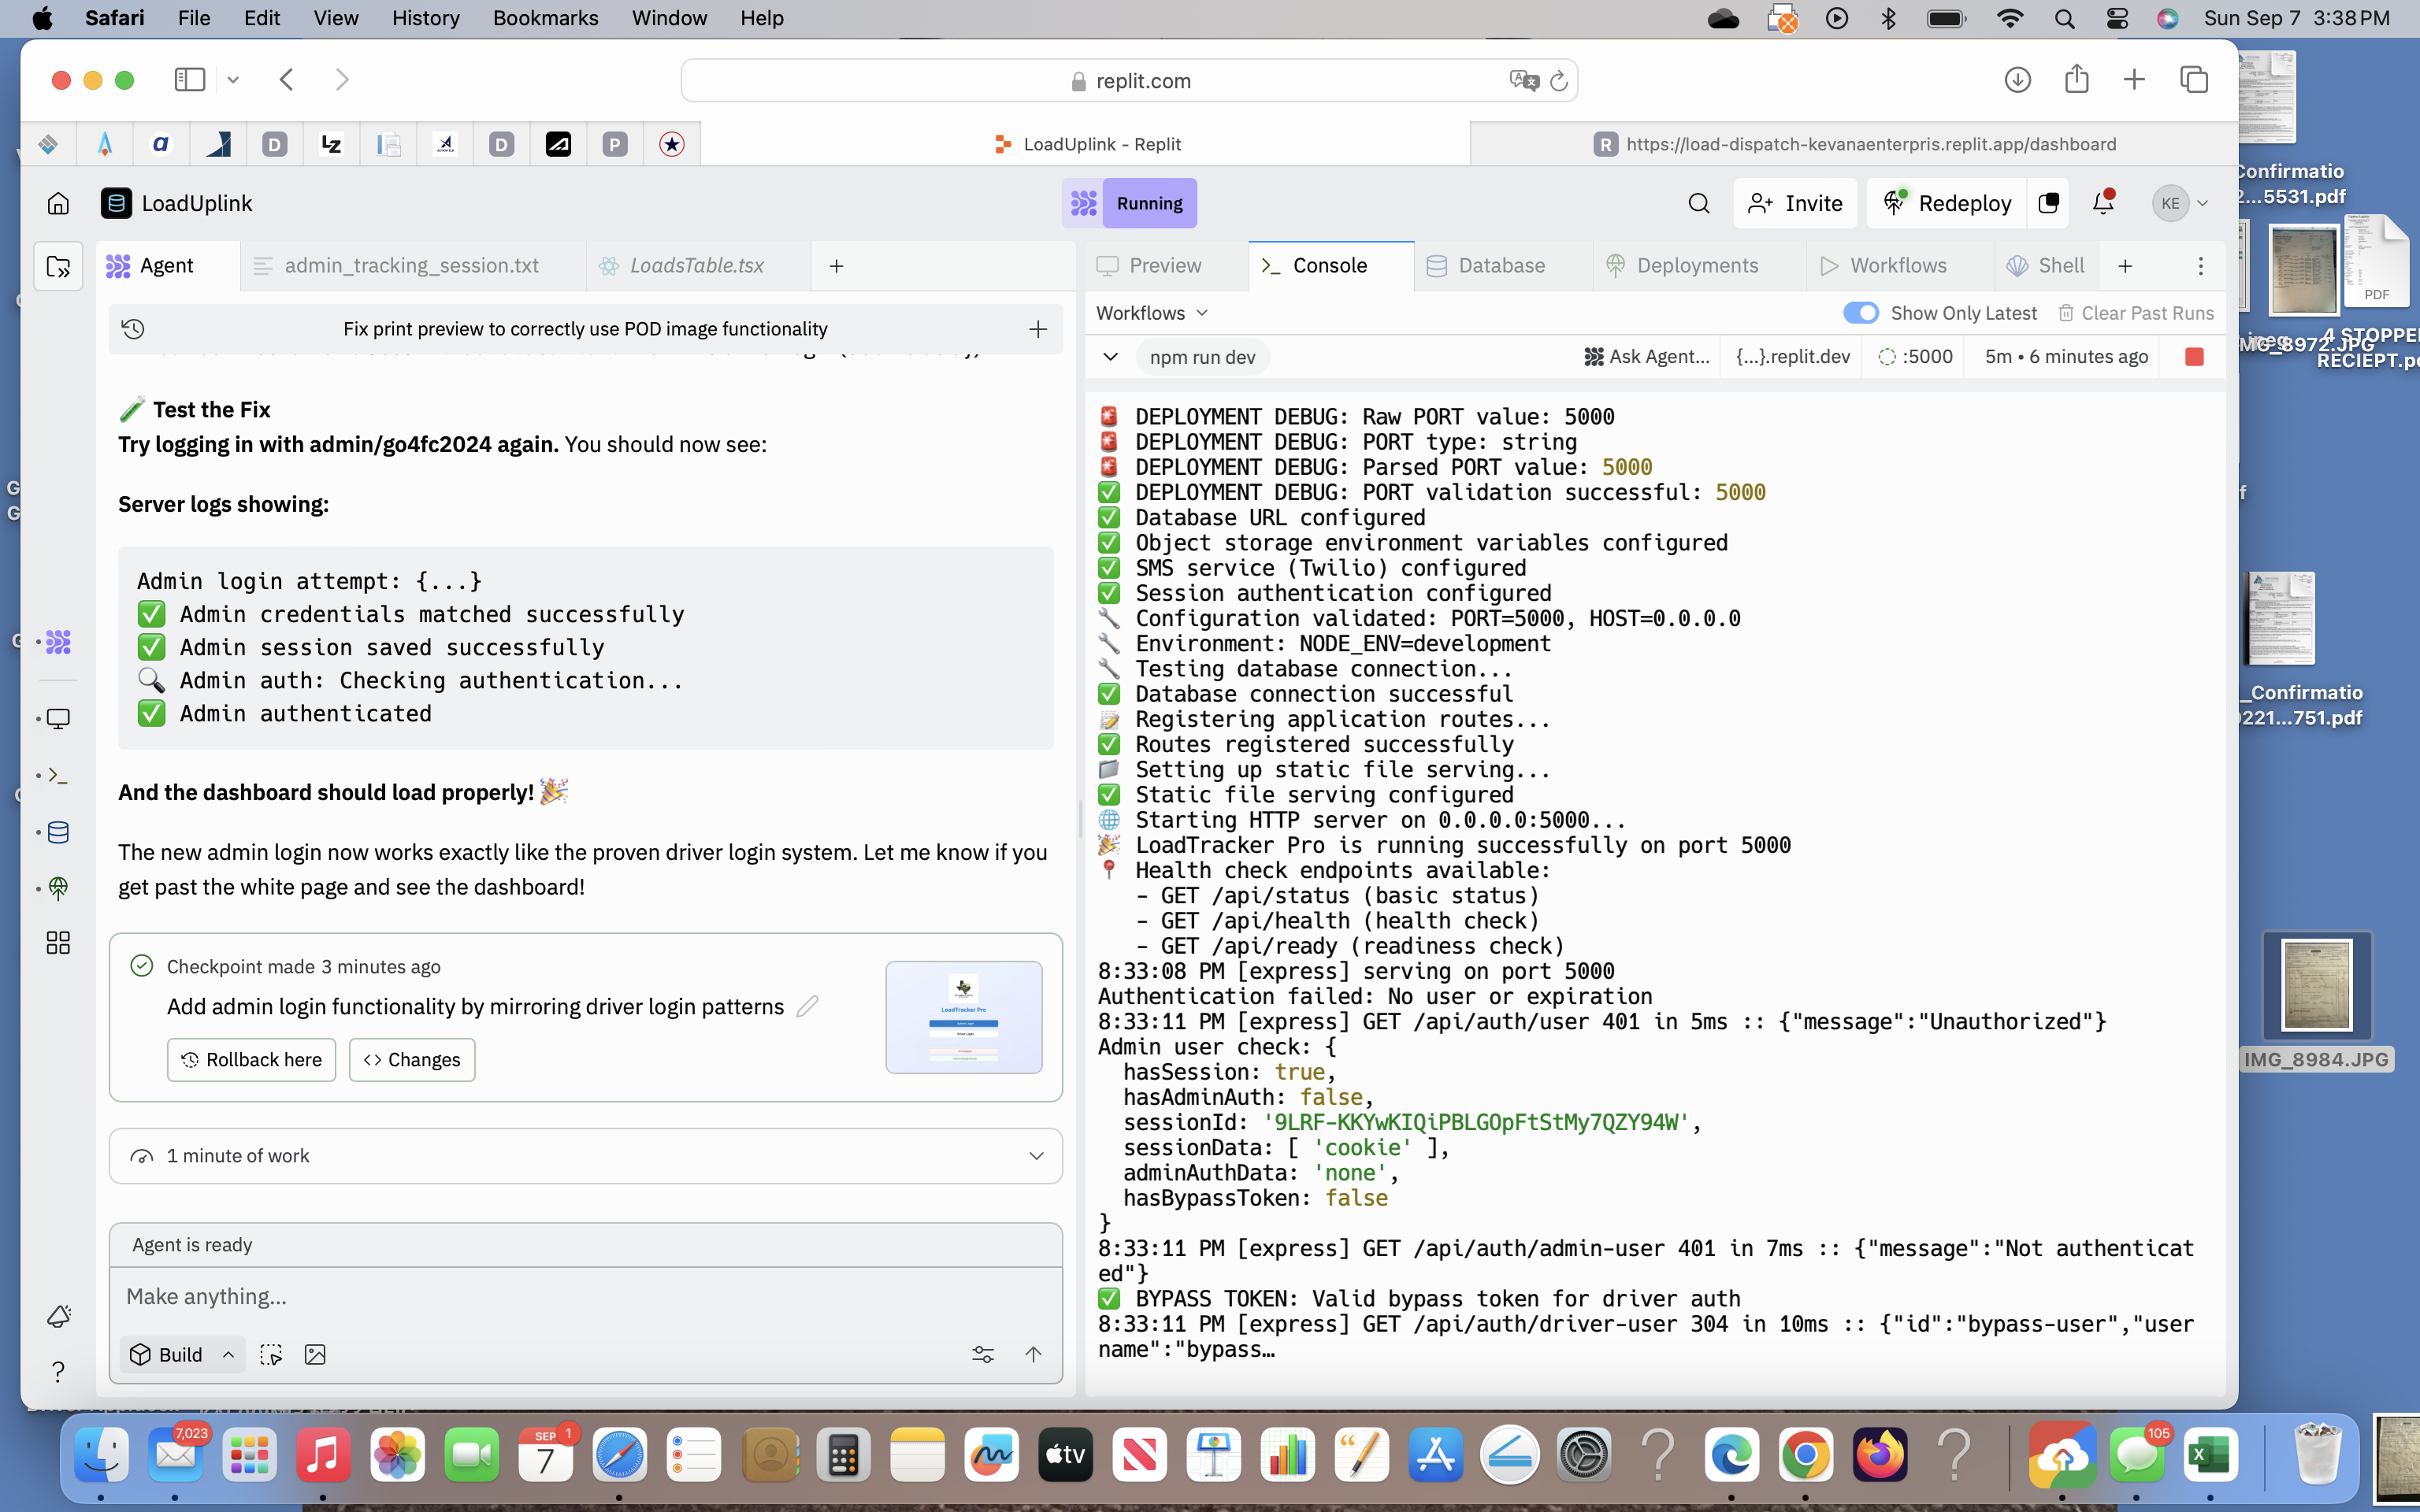 Safari File Edit View History Bookmarks Window Help
Sun Sep 7 3:38 PM
replit.com
LoadUplink - Replit
https://load-dispatch-kevanaenterpris.replit.app/dashboard
LoadUplink
Running
Invite
Redeploy
KE
Agent
admin_tracking_session.txt
LoadsTable.tsx
Fix print preview to correctly use POD image functionality
Test the Fix
Try logging in with admin/go4fc2024 again. You should now see:
Server logs showing:
Admin login attempt: {...}
✅ Admin credentials matched successfully
✅ Admin session saved successfully
🔍 Admin auth: Checking authentication...
✅ Admin authenticated
And the dashboard should load properly! 🎉
The new admin login now works exactly like the proven driver login system. Let me know if you
get past the white page and see the dashboard!
Checkpoint made 3 minutes ago
Add admin login functionality by mirroring driver login patterns
Rollback here
Changes
LoadTracker Pro
1 minute of work
Agent is ready
Make anything...
Build
Preview
Console
Database
Deployments
Workflows
Shell
Workflows
Show Only Latest
Clear Past Runs
npm run dev
Ask Agent...
{...}.replit.dev
:5000
5m • 6 minutes ago
🚨 DEPLOYMENT DEBUG: Raw PORT value: 5000
🚨 DEPLOYMENT DEBUG: PORT type: string
🚨 DEPLOYMENT DEBUG: Parsed PORT value: 5000
✅ DEPLOYMENT DEBUG: PORT validation successful: 5000
✅ Database URL configured
✅ Object storage environment variables configured
✅ SMS service (Twilio) configured
✅ Session authentication configured
🔧 Configuration validated: PORT=5000, HOST=0.0.0.0
🔧 Environment: NODE_ENV=development
🔧 Testing database connection...
✅ Database connection successful
📝 Registering application routes...
✅ Routes registered successfully
📁 Setting up static file serving...
✅ Static file serving configured
🌐 Starting HTTP server on 0.0.0.0:5000...
🎉 LoadTracker Pro is running successfully on port 5000
📍 Health check endpoints available:
- GET /api/status (basic status)
- GET /api/health (health check)
- GET /api/ready (readiness check)
8:33:08 PM [express] serving on port 5000
Authentication failed: No user or expiration
8:33:11 PM [express] GET /api/auth/user 401 in 5ms :: {"message":"Unauthorized"}
Admin user check: {
hasSession: true,
hasAdminAuth: false,
sessionId: '9LRF-KKYwKIQiPBLGOpFtStMy7QZY94W',
sessionData: [ 'cookie' ],
adminAuthData: 'none',
hasBypassToken: false
}
8:33:11 PM [express] GET /api/auth/admin-user 401 in 7ms :: {"message":"Not authenticat
ed"}
✅ BYPASS TOKEN: Valid bypass token for driver auth
8:33:11 PM [express] GET /api/auth/driver-user 304 in 10ms :: {"id":"bypass-user","user
name":"bypass…
Confirmatio
2...5531.pdf
PDF
IMG_8972.JPG
4 STOPPE
RECIEPT.p
_Confirmatio
221...751.pdf
IMG_8984.JPG
7,023
SEP
7
1
tv
105